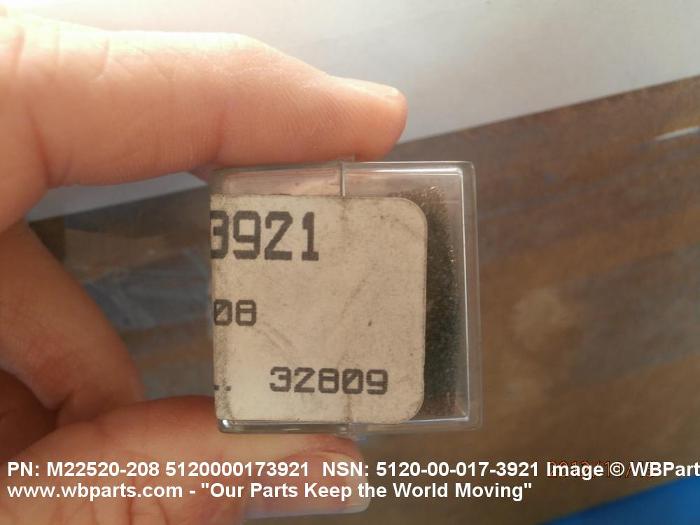 3921
08
.. 32809
PN: M22520-208 5120000173921 NSN: 5120-00-017-3921 Image © WBPart
www.wbparts.com - "Our Parts Keep the World Moving"